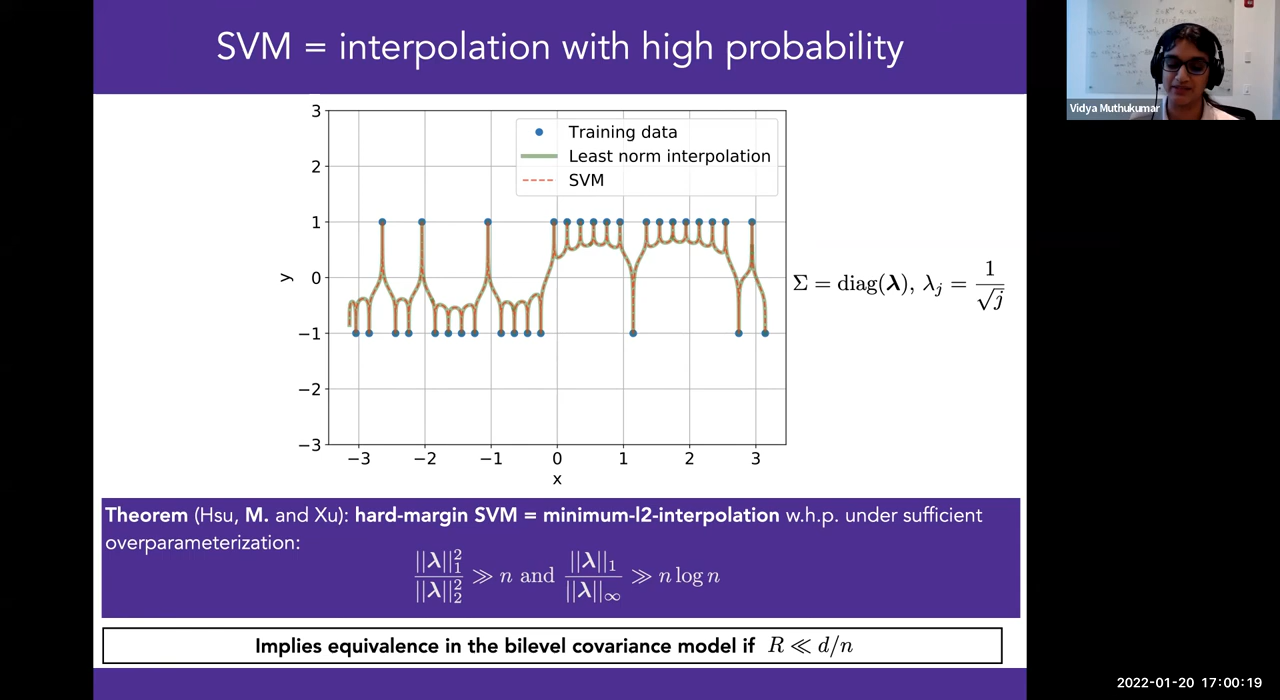 SVM = interpolation with high probability
3
2
1
0
−1
−2
−3
y
−3
−2
−1
0
1
2
3
x
Training data
Least norm interpolation
SVM
Σ = diag(λ), λⱼ = 1/√j
Theorem (Hsu, M. and Xu): hard-margin SVM = minimum-l2-interpolation w.h.p. under sufficient
overparameterization:
||λ||₁²/||λ||₂² ≫ n and ||λ||₁/||λ||∞ ≫ n log n
Implies equivalence in the bilevel covariance model if R ≪ d/n
Vidya Muthukumar
2022-01-20 17:00:19